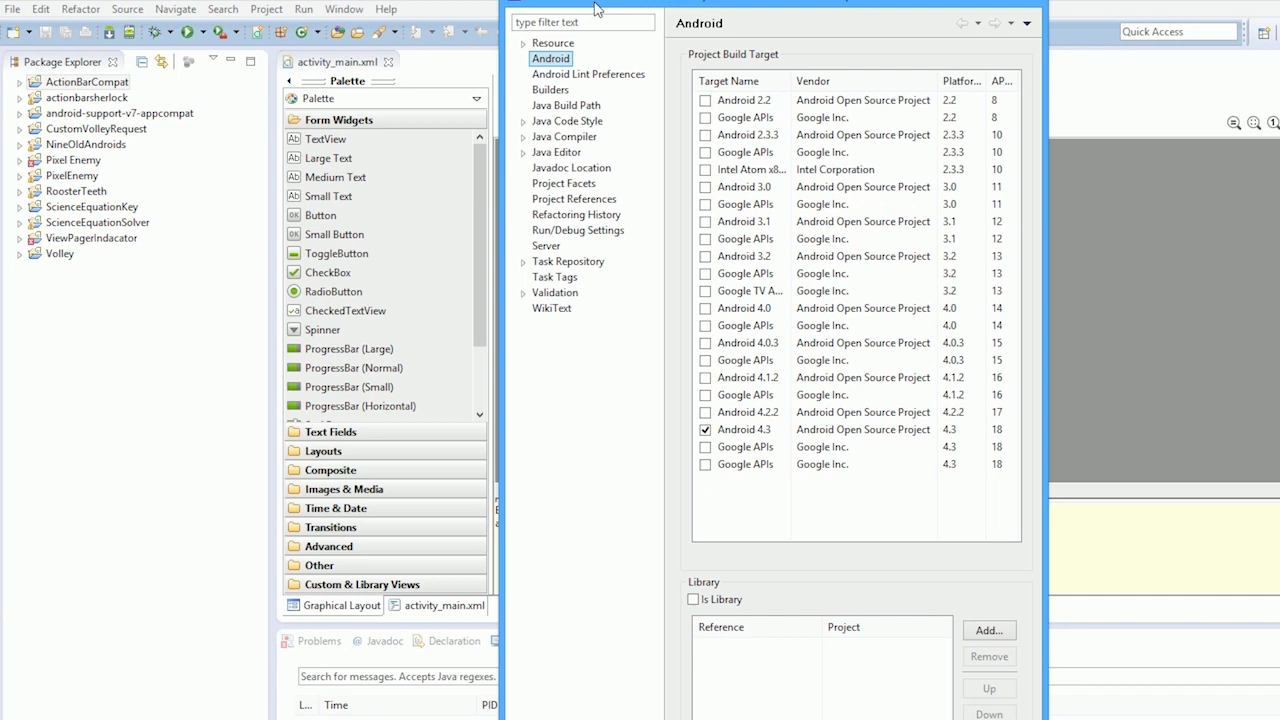 File Edit Refactor Source Navigate Search Project Run Window Help
Quick Access
Package Explorer
ActionBarCompat
actionbarsherlock
android-support-v7-appcompat
CustomVolleyRequest
NineOldAndroids
Pixel Enemy
PixelEnemy
RoosterTeeth
ScienceEquationKey
ScienceEquationSolver
ViewPagerIndacator
Volley
activity_main.xml
Palette
Palette
Form Widgets
TextView
Large Text
Medium Text
Small Text
Button
Small Button
ToggleButton
CheckBox
RadioButton
CheckedTextView
Spinner
ProgressBar (Large)
ProgressBar (Normal)
ProgressBar (Small)
ProgressBar (Horizontal)
Text Fields
Layouts
Composite
Images & Media
Time & Date
Transitions
Advanced
Other
Custom & Library Views
Graphical Layout activity_main.xml
Problems @ Javadoc Declaration
Search for messages. Accepts Java regexes.
L... Time PID
type filter text
Resource
Android
Android Lint Preferences
Builders
Java Build Path
Java Code Style
Java Compiler
Java Editor
Javadoc Location
Project Facets
Project References
Refactoring History
Run/Debug Settings
Server
Task Repository
Task Tags
Validation
WikiText
Android
Project Build Target
Target Name Vendor Platfor... AP...
Android 2.2 Android Open Source Project 2.2 8
Google APIs Google Inc. 2.2 8
Android 2.3.3 Android Open Source Project 2.3.3 10
Google APIs Google Inc. 2.3.3 10
Intel Atom x8... Intel Corporation 2.3.3 10
Android 3.0 Android Open Source Project 3.0 11
Google APIs Google Inc. 3.0 11
Android 3.1 Android Open Source Project 3.1 12
Google APIs Google Inc. 3.1 12
Android 3.2 Android Open Source Project 3.2 13
Google APIs Google Inc. 3.2 13
Google TV A... Google Inc. 3.2 13
Android 4.0 Android Open Source Project 4.0 14
Google APIs Google Inc. 4.0 14
Android 4.0.3 Android Open Source Project 4.0.3 15
Google APIs Google Inc. 4.0.3 15
Android 4.1.2 Android Open Source Project 4.1.2 16
Google APIs Google Inc. 4.1.2 16
Android 4.2.2 Android Open Source Project 4.2.2 17
Android 4.3 Android Open Source Project 4.3 18
Google APIs Google Inc. 4.3 18
Google APIs Google Inc. 4.3 18
Library
Is Library
Reference Project
Add...
Remove
Up
Down